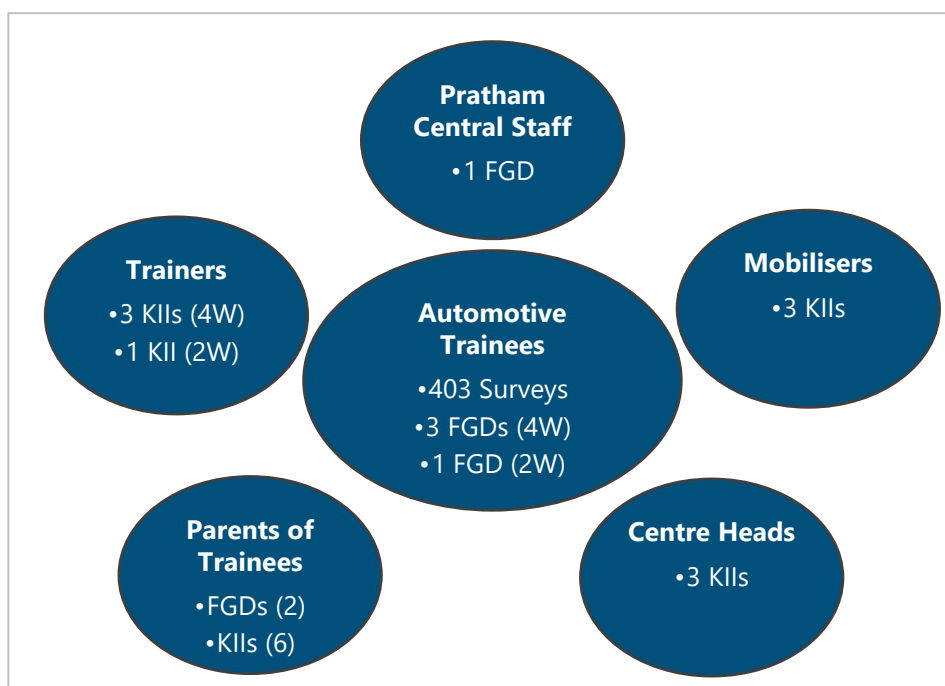 Pratham
Central Staff
•1 FGD
Trainers
•3 KIIs (4W)
•1 KII (2W)
Mobilisers
•3 KIIs
Automotive
Trainees
•403 Surveys
•3 FGDs (4W)
•1 FGD (2W)
Parents of
Trainees
•FGDs (2)
•KIIs (6)
Centre Heads
•3 KIIs